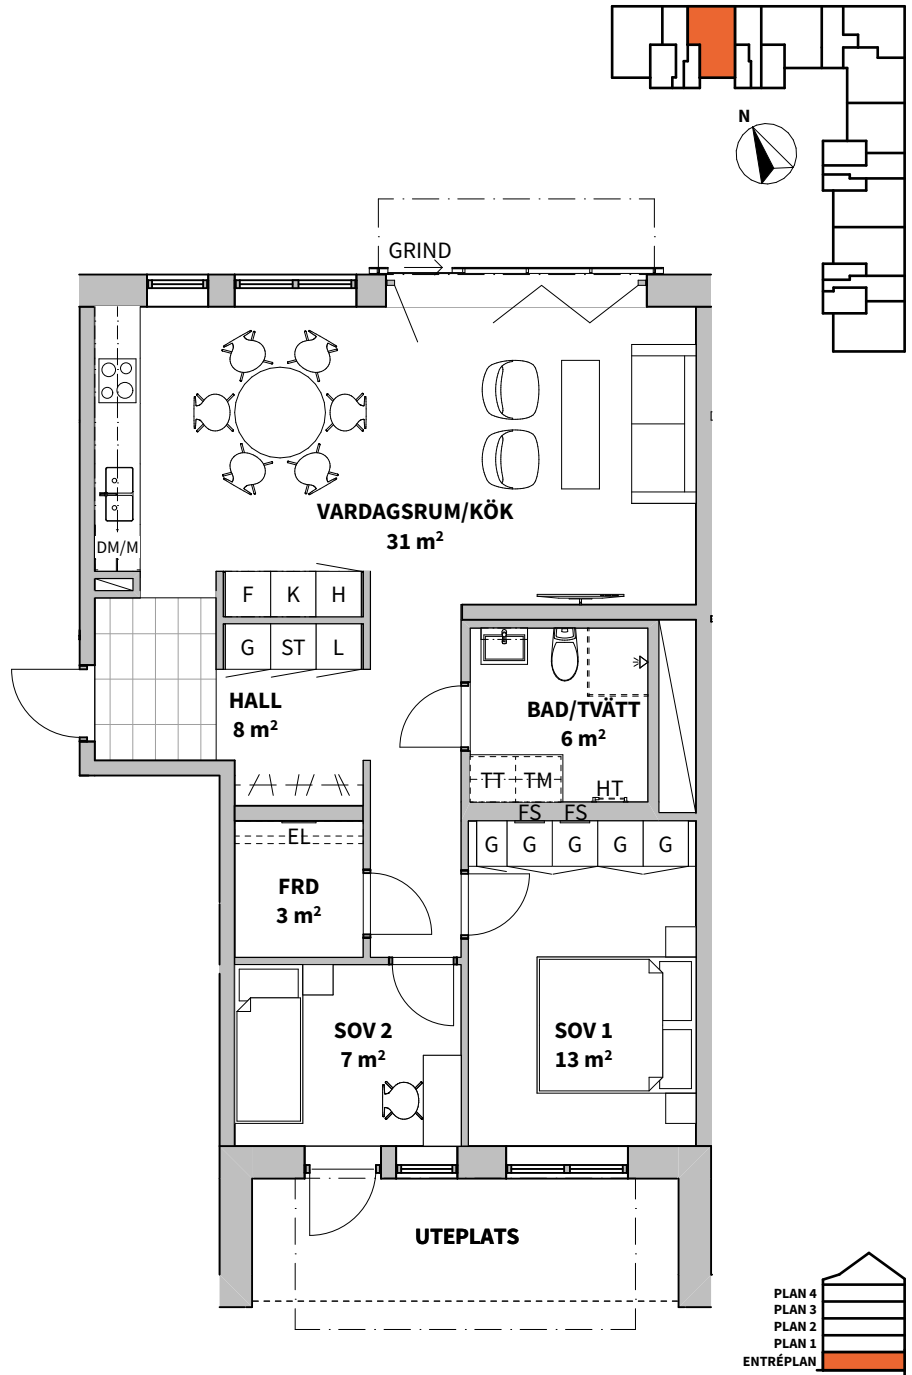 N
GRIND
VARDAGSRUM/KÖK
31 m²
DM/M
F K H
G ST L
HALL
8 m²
BAD/TVÄTT
6 m²
TT TM
HT
FS FS
EL
G G G G G
FRD
3 m²
SOV 2
7 m²
SOV 1
13 m²
UTEPLATS
PLAN 4
PLAN 3
PLAN 2
PLAN 1
ENTRÉPLAN